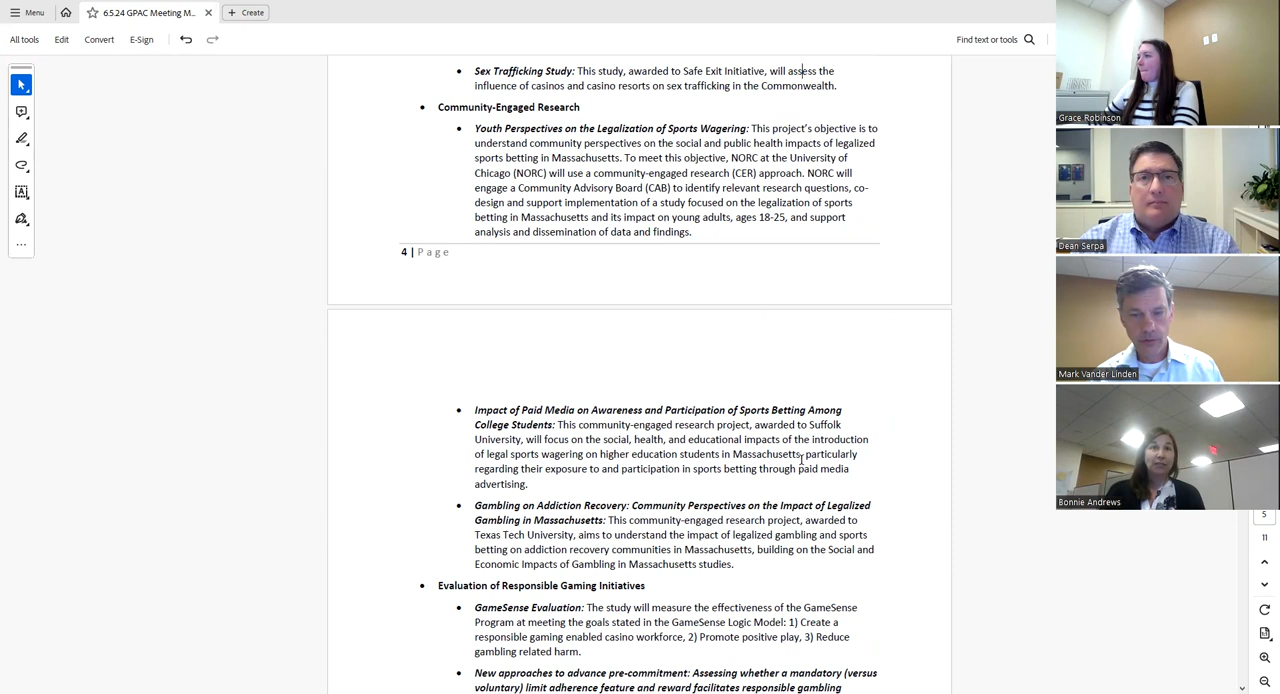 Menu
6.5.24 GPAC Meeting M...
Create
All tools
Edit
Convert
E-Sign
Find text or tools
Sex Trafficking Study: This study, awarded to Safe Exit Initiative, will assess the
influence of casinos and casino resorts on sex trafficking in the Commonwealth.
Community-Engaged Research
Youth Perspectives on the Legalization of Sports Wagering: This project's objective is to
understand community perspectives on the social and public health impacts of legalized
sports betting in Massachusetts. To meet this objective, NORC at the University of
Chicago (NORC) will use a community-engaged research (CER) approach. NORC will
engage a Community Advisory Board (CAB) to identify relevant research questions, co-
design and support implementation of a study focused on the legalization of sports
betting in Massachusetts and its impact on young adults, ages 18-25, and support
analysis and dissemination of data and findings.
4 | Page
Impact of Paid Media on Awareness and Participation of Sports Betting Among
College Students: This community-engaged research project, awarded to Suffolk
University, will focus on the social, health, and educational impacts of the introduction
of legal sports wagering on higher education students in Massachusetts, particularly
regarding their exposure to and participation in sports betting through paid media
advertising.
Gambling on Addiction Recovery: Community Perspectives on the Impact of Legalized
Gambling in Massachusetts: This community-engaged research project, awarded to
Texas Tech University, aims to understand the impact of legalized gambling and sports
betting on addiction recovery communities in Massachusetts, building on the Social and
Economic Impacts of Gambling in Massachusetts studies.
Evaluation of Responsible Gaming Initiatives
GameSense Evaluation: The study will measure the effectiveness of the GameSense
Program at meeting the goals stated in the GameSense Logic Model: 1) Create a
responsible gaming enabled casino workforce, 2) Promote positive play, 3) Reduce
gambling related harm.
New approaches to advance pre-commitment: Assessing whether a mandatory (versus
voluntary) limit adherence feature and reward facilitates responsible gambling
Grace Robinson
Dean Serpa
Mark Vander Linden
Bonnie Andrews
5
11